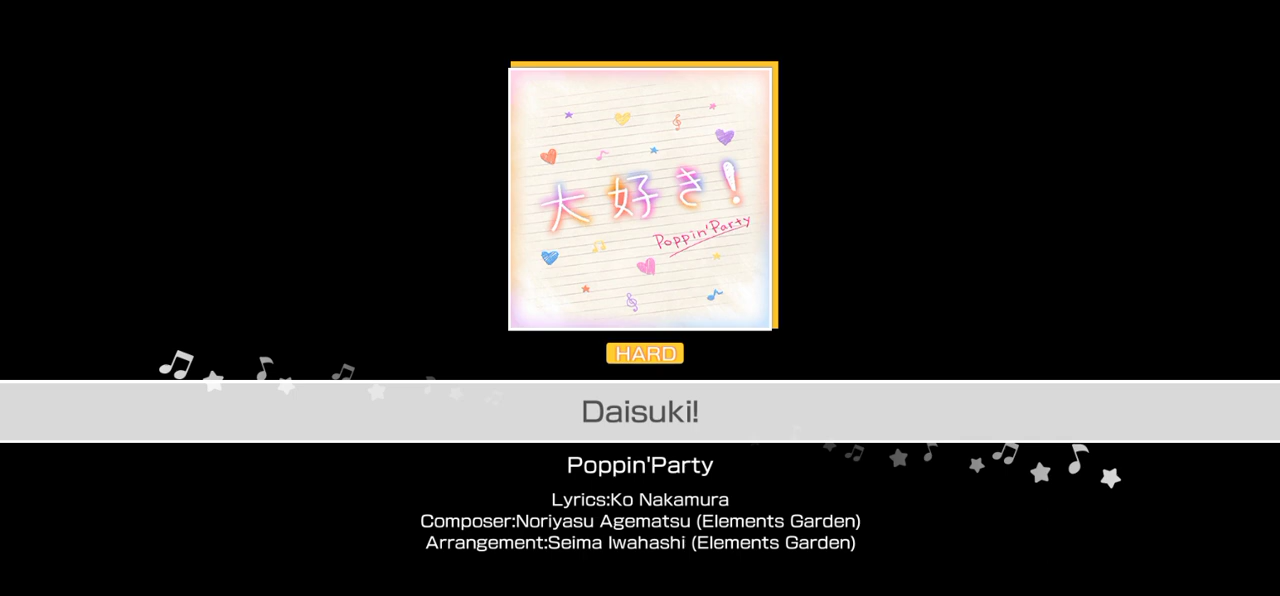 大好き!
Poppin'Party
HARD
Daisuki!
Poppin'Party
Lyrics:Ko Nakamura
Composer:Noriyasu Agematsu (Elements Garden)
Arrangement:Seima Iwahashi (Elements Garden)